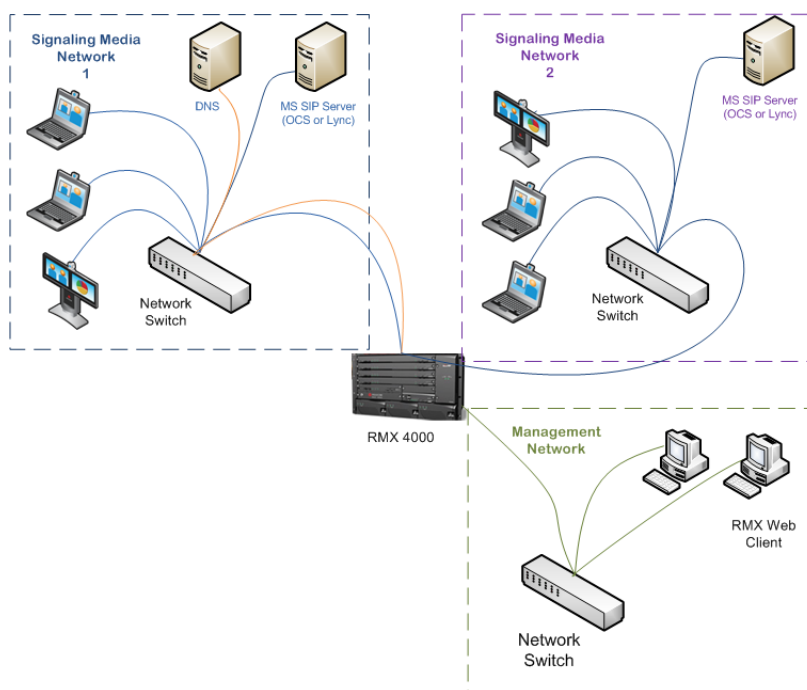 Signaling Media
Network
1
DNS
MS SIP Server
(OCS or Lync)
Network
Switch
Signaling Media
Network
2
MS SIP Server
(OCS or Lync)
Network
Switch
RMX 4000
Management
Network
RMX Web
Client
Network
Switch